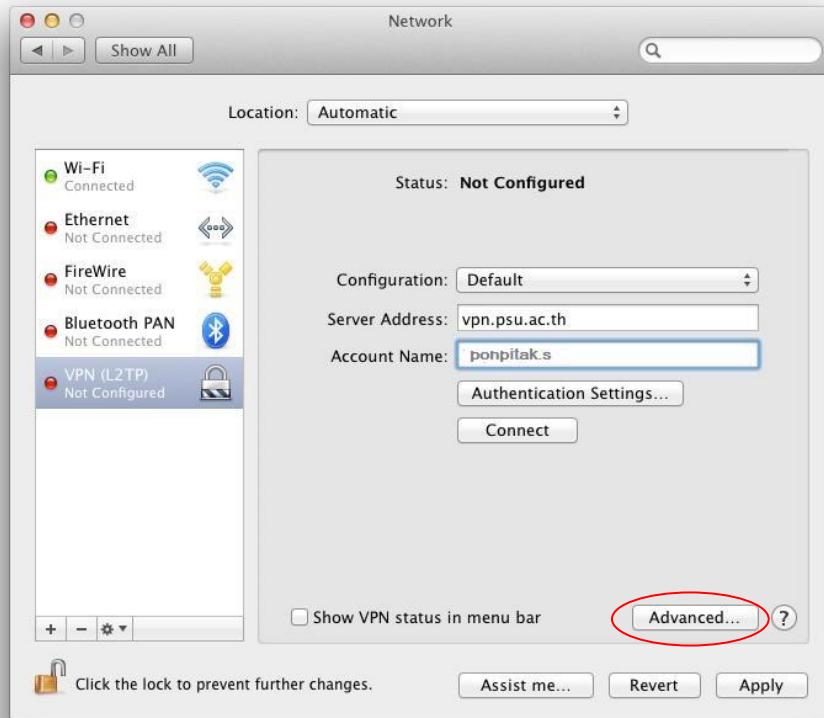 Network
Show All
Location: Automatic
Wi-Fi
Connected
Ethernet
Not Connected
FireWire
Not Connected
Bluetooth PAN
Not Connected
VPN (L2TP)
Not Configured
Status: Not Configured
Configuration: Default
Server Address: vpn.psu.ac.th
Account Name: ponpitak.s
Authentication Settings...
Connect
Show VPN status in menu bar
Advanced...
?
Click the lock to prevent further changes.
Assist me...
Revert
Apply